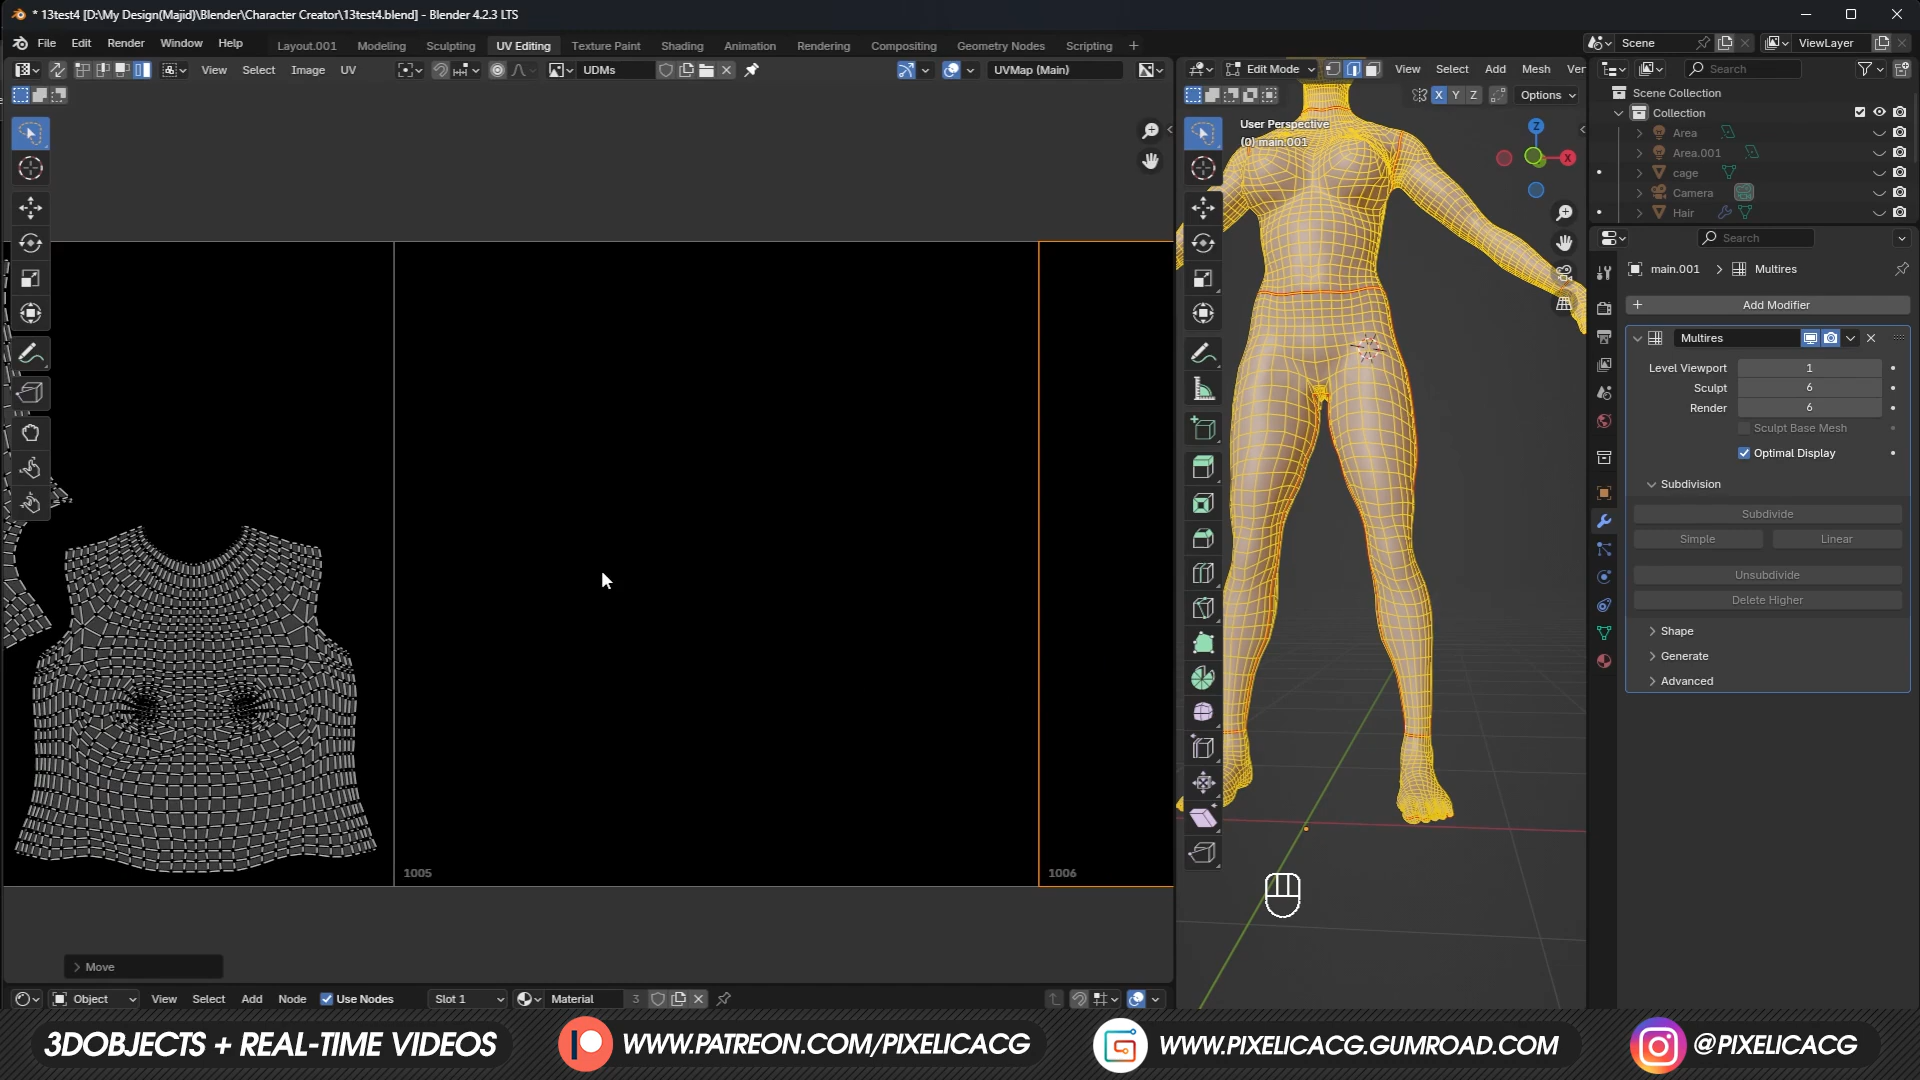 * 13test4 [D:\My Design(Majid)\Blender\Character Creator\13test4.blend] - Blender 4.2.3 LTS
File Edit Render Window Help Layout.001 Modeling Sculpting UV Editing Texture Paint Shading Animation Rendering Compositing Geometry Nodes Scripting + Scene ViewLayer
View Select Image UV UDMs UVMap (Main) Edit Mode View Select Add Mesh Ver Search
X Y Z Options
Scene Collection
Collection
Area
Area.001
cage
Camera
Hair
User Perspective
(0) main.001
Z
X
Search
main.001 > Multires
+ Add Modifier
Multires
Level Viewport 1
Sculpt 6
Render 6
Sculpt Base Mesh
Optimal Display
Subdivision
Subdivide
Simple Linear
Unsubdivide
Delete Higher
Shape
Generate
Advanced
1005
1006
Move
Object View Select Add Node Use Nodes Slot 1 Material 3
3DOBJECTS + REAL-TIME VIDEOS WWW.PATREON.COM/PIXELICACG WWW.PIXELICACG.GUMROAD.COM @PIXELICACG